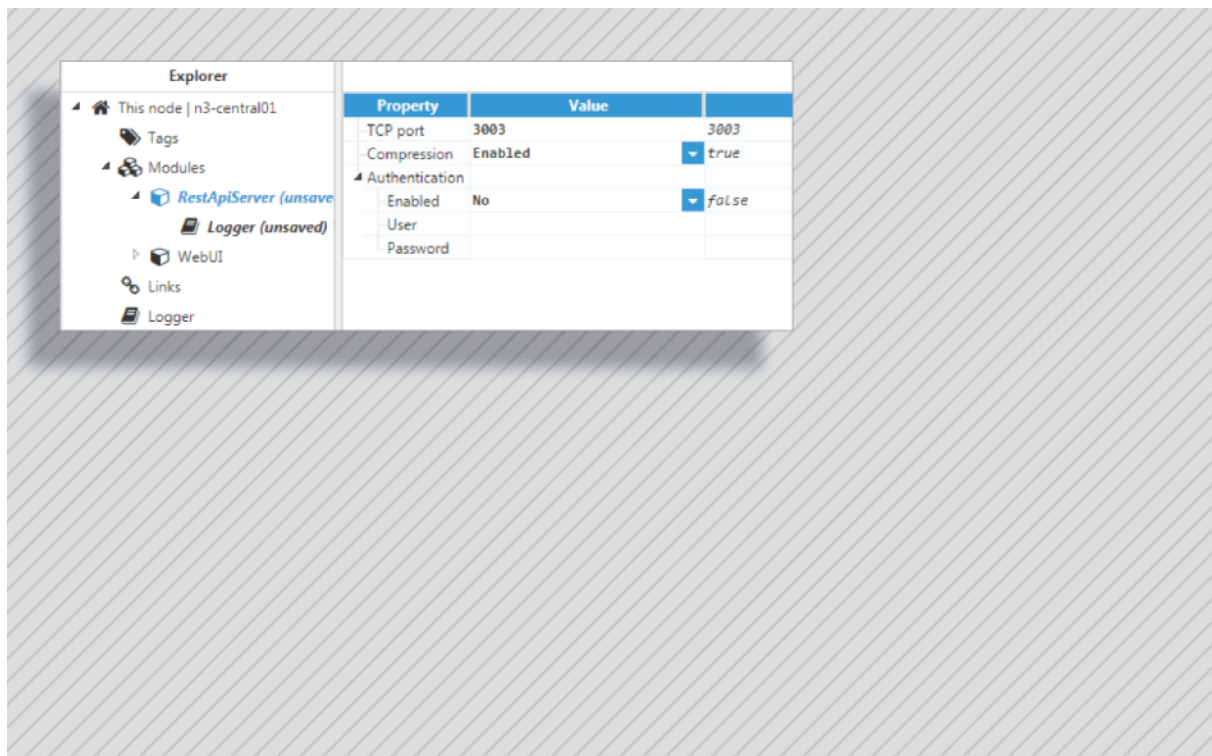 Explorer
This node | n3-central01
Tags
Modules
RestApiServer (unsave
Logger (unsaved)
WebUI
Links
Logger
Property Value
TCP port 3003 3003
Compression Enabled true
Authentication
Enabled No false
User
Password